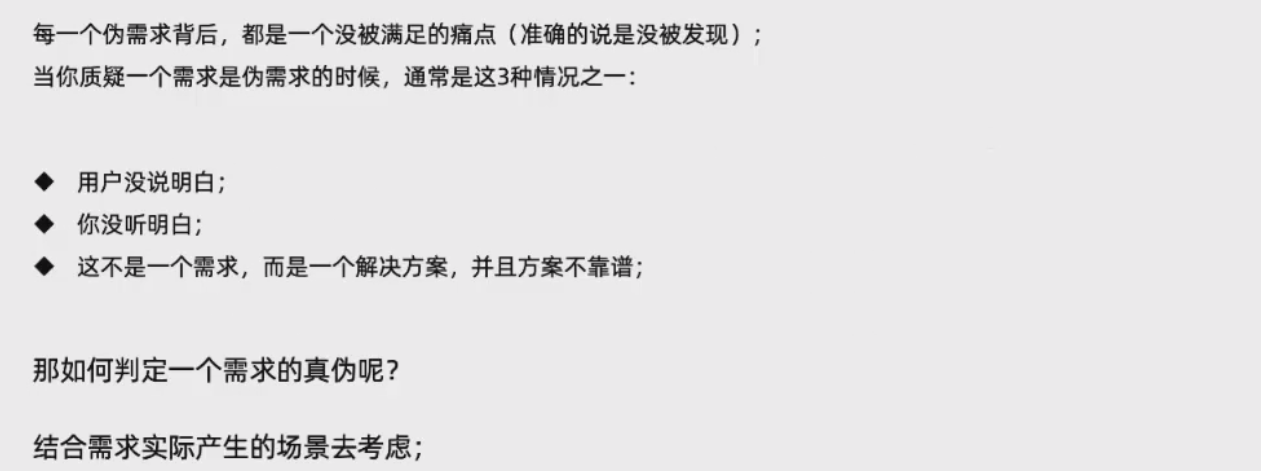 每一个伪需求背后，都是一个没被满足的痛点（准确的说是没被发现）；
当你质疑一个需求是伪需求的时候，通常是这3种情况之一：
◆ 用户没说明白；
◆ 你没听明白；
◆ 这不是一个需求，而是一个解决方案，并且方案不靠谱；
那如何判定一个需求的真伪呢？
结合需求实际产生的场景去考虑；